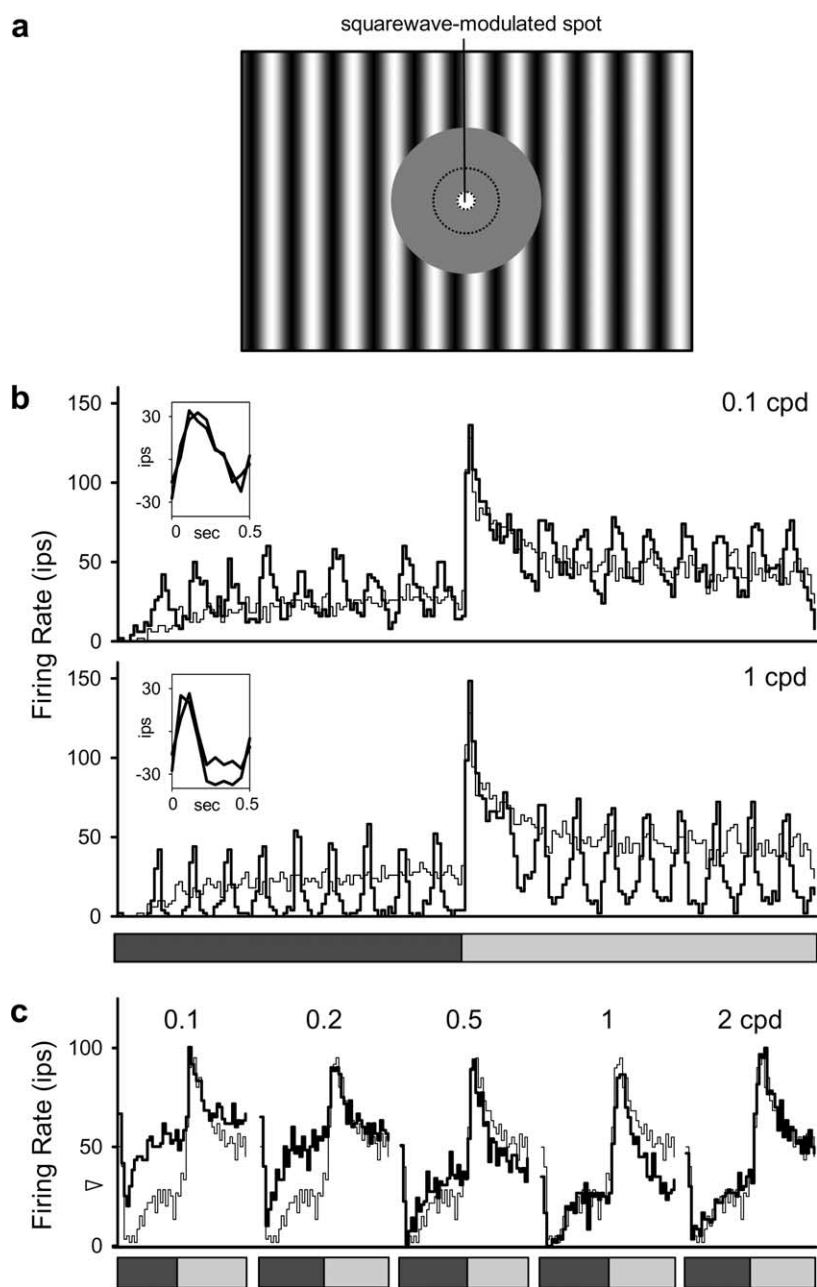 a
squarewave-modulated spot
b
0.1 cpd
150
100
50
0
30
ips
-30
0
sec
0.5
Firing Rate (ips)
1 cpd
150
100
50
0
30
ips
-30
0
sec
0.5
c
0.1
0.2
0.5
1
2 cpd
Firing Rate (ips)
100
50
0